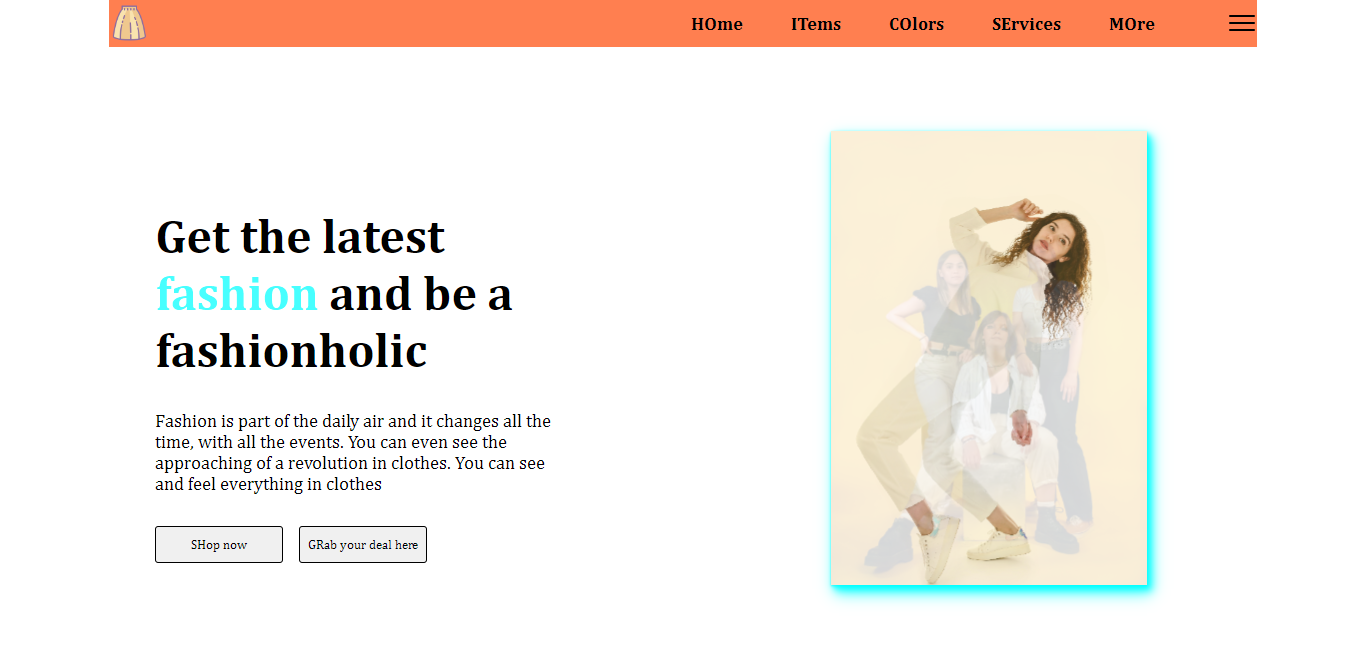 HOme ITems COlors SErvices MOre
Get the latest
fashion and be a
fashionholic
Fashion is part of the daily air and it changes all the
time, with all the events. You can even see the
approaching of a revolution in clothes. You can see
and feel everything in clothes
SHop now GRab your deal here